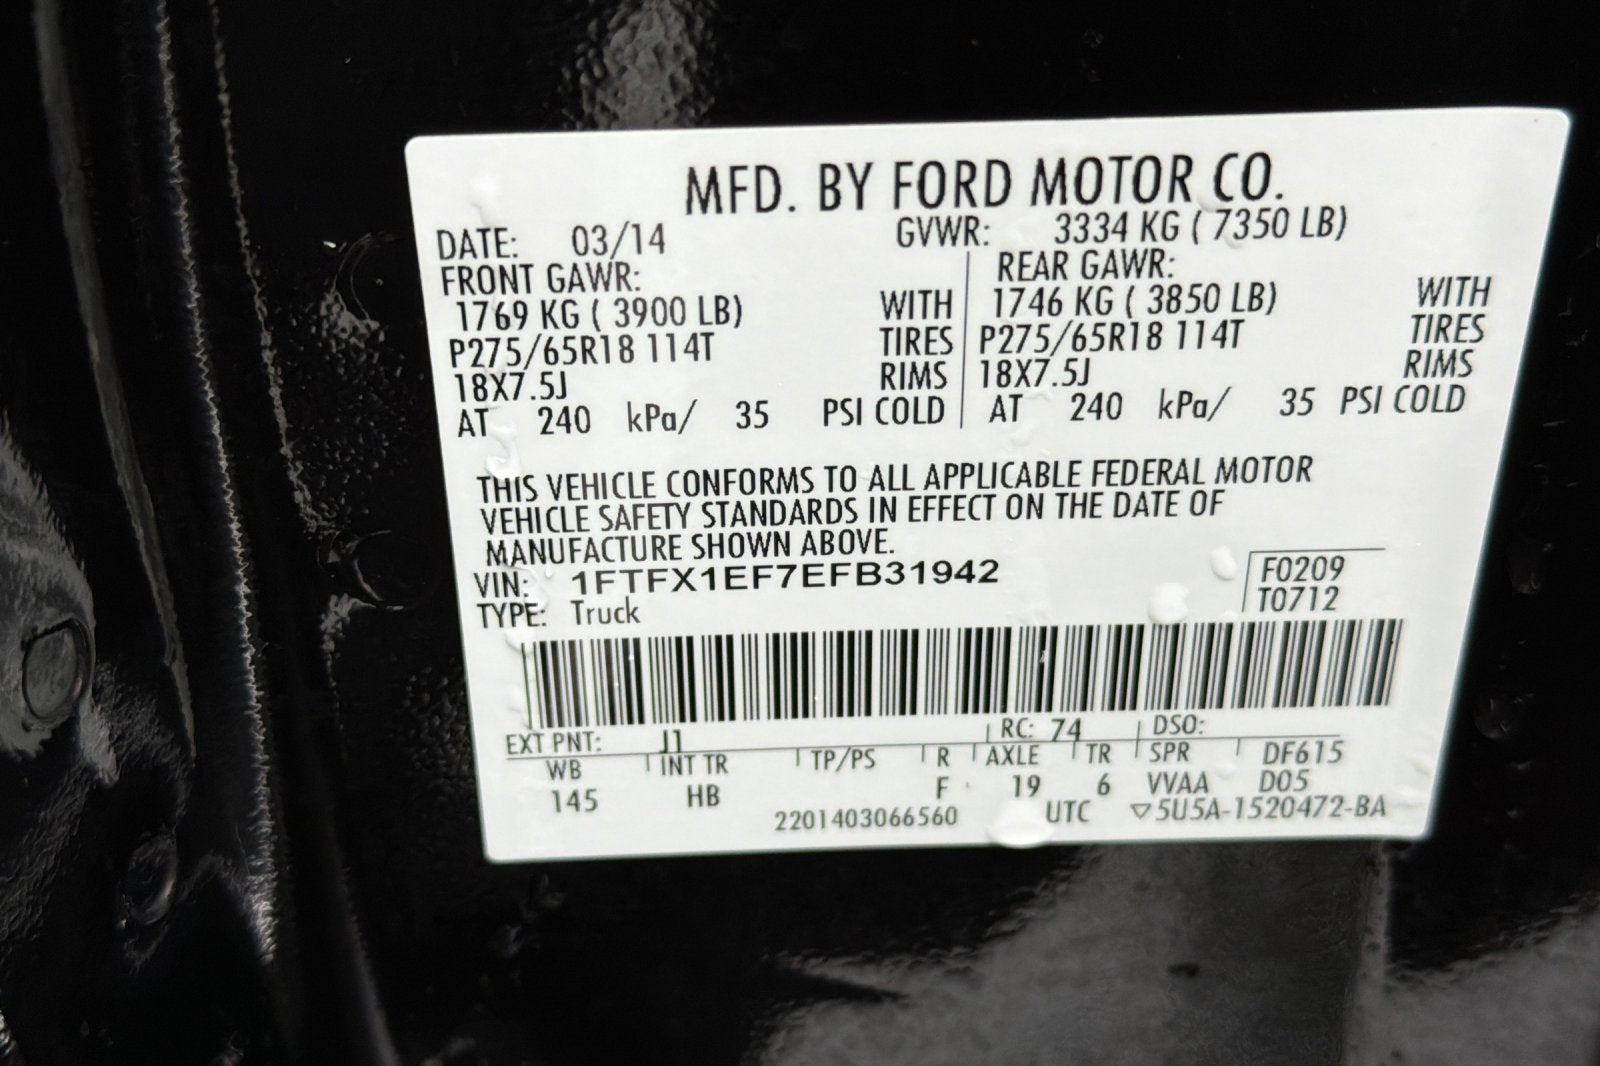 MFD. BY FORD MOTOR CO.
DATE: 03/14 GVWR: 3334 KG ( 7350 LB)
FRONT GAWR: REAR GAWR:
1769 KG ( 3900 LB) WITH 1746 KG ( 3850 LB) WITH
P275/65R18 114T TIRES P275/65R18 114T TIRES
18X7.5J RIMS 18X7.5J RIMS
AT 240 kPa/ 35 PSI COLD AT 240 kPa/ 35 PSI COLD
THIS VEHICLE CONFORMS TO ALL APPLICABLE FEDERAL MOTOR
VEHICLE SAFETY STANDARDS IN EFFECT ON THE DATE OF
MANUFACTURE SHOWN ABOVE.
VIN: 1FTFX1EF7EFB31942 F0209
TYPE: Truck T0712
EXT PNT: J1 RC: 74 DSO:
WB INT TR TP/PS R AXLE TR SPR DF615
145 HB F 19 6 VVAA D05
2201403066560 UTC ▽5U5A-1520472-BA